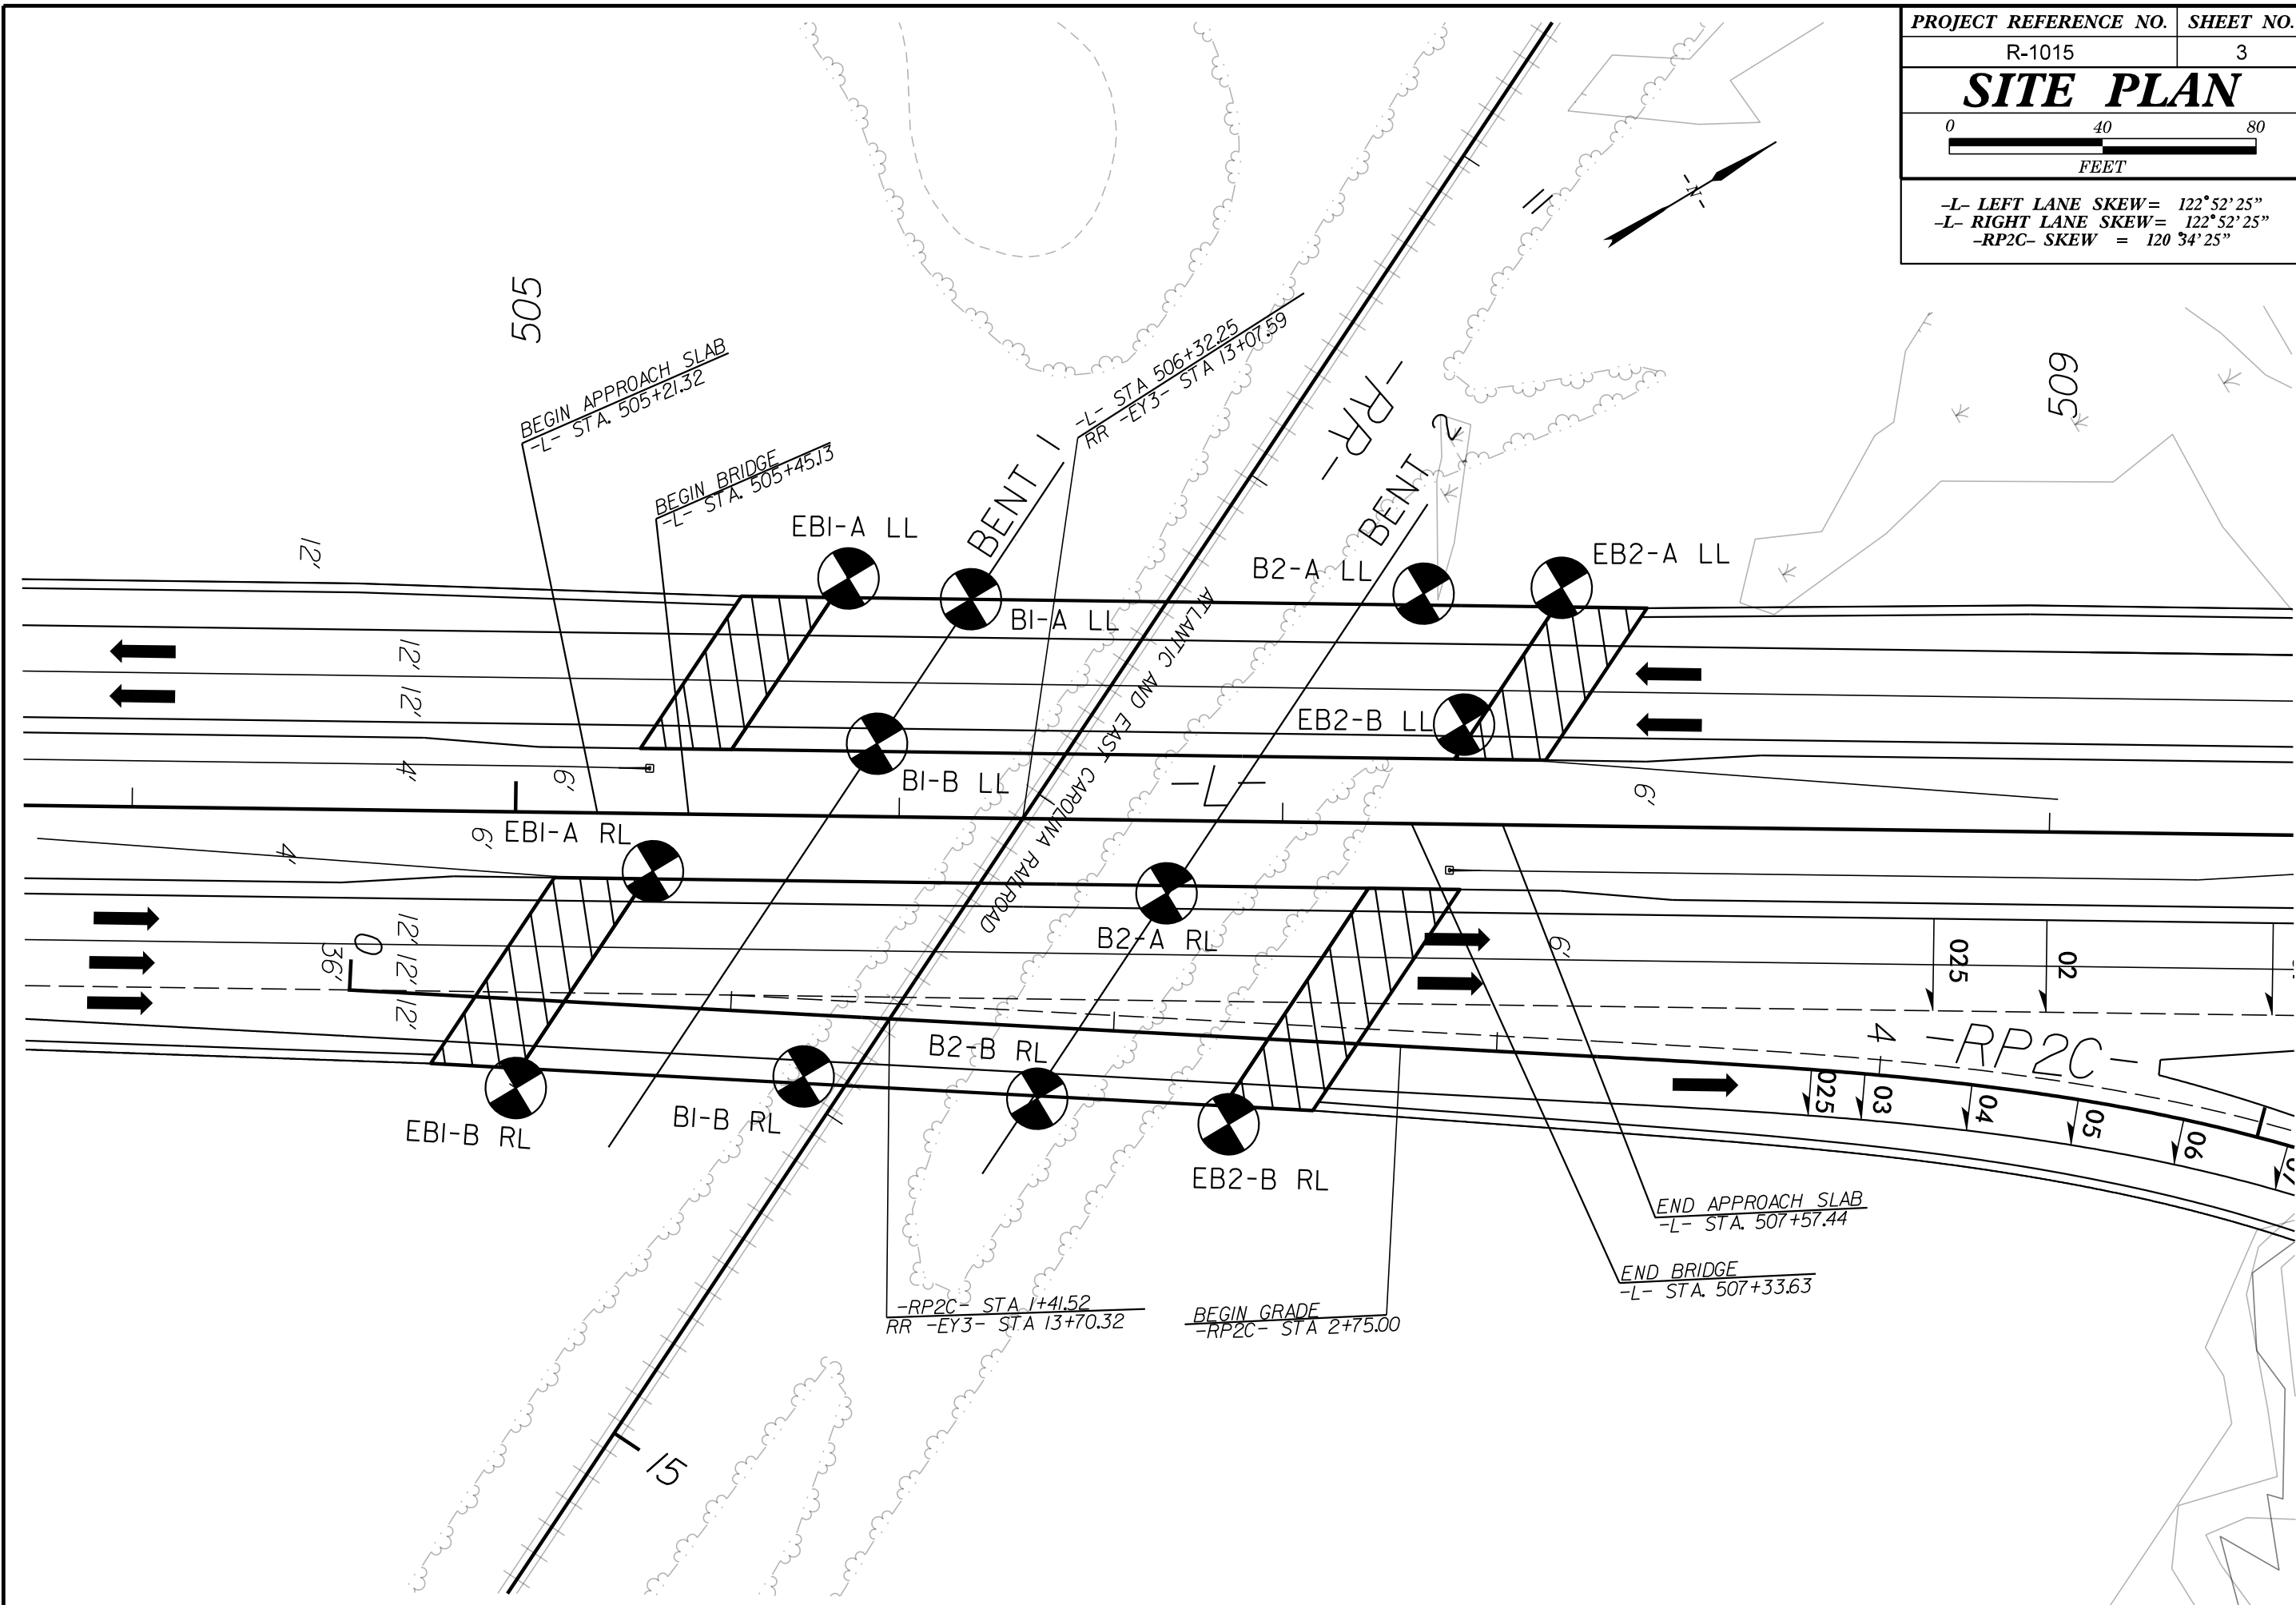 PROJECT REFERENCE NO. SHEET NO.
R-1015 3
SITE PLAN
0 40 80
FEET
-L- LEFT LANE SKEW = 122°52'25"
-L- RIGHT LANE SKEW = 122°52'25"
-RP2C- SKEW = 120°34'25"
-N-
11
505
509
BEGIN APPROACH SLAB
-L- STA. 505+21.32
BEGIN BRIDGE
-L- STA. 505+45.13
-L- STA 506+32.25
RR -EY3- STA 13+07.59
-RR-
BENT 1
BENT 2
EB1-A LL
B1-A LL
B2-A LL
EB2-A LL
12'
12'
12'
EB2-B LL
B1-B LL
ATLANTIC AND EAST CAROLINA RAILROAD
-L-
4'
6'
6'
EB1-A RL
6'
4'
B2-A RL
6'
12'
12'
12'
36'
0
025
02
B2-B RL
4
-RP2C-
EB1-B RL
B1-B RL
EB2-B RL
025
03
04
05
06
END APPROACH SLAB
-L- STA. 507+57.44
END BRIDGE
-L- STA. 507+33.63
-RP2C- STA 1+41.52
RR -EY3- STA 13+70.32
BEGIN GRADE
-RP2C- STA 2+75.00
15